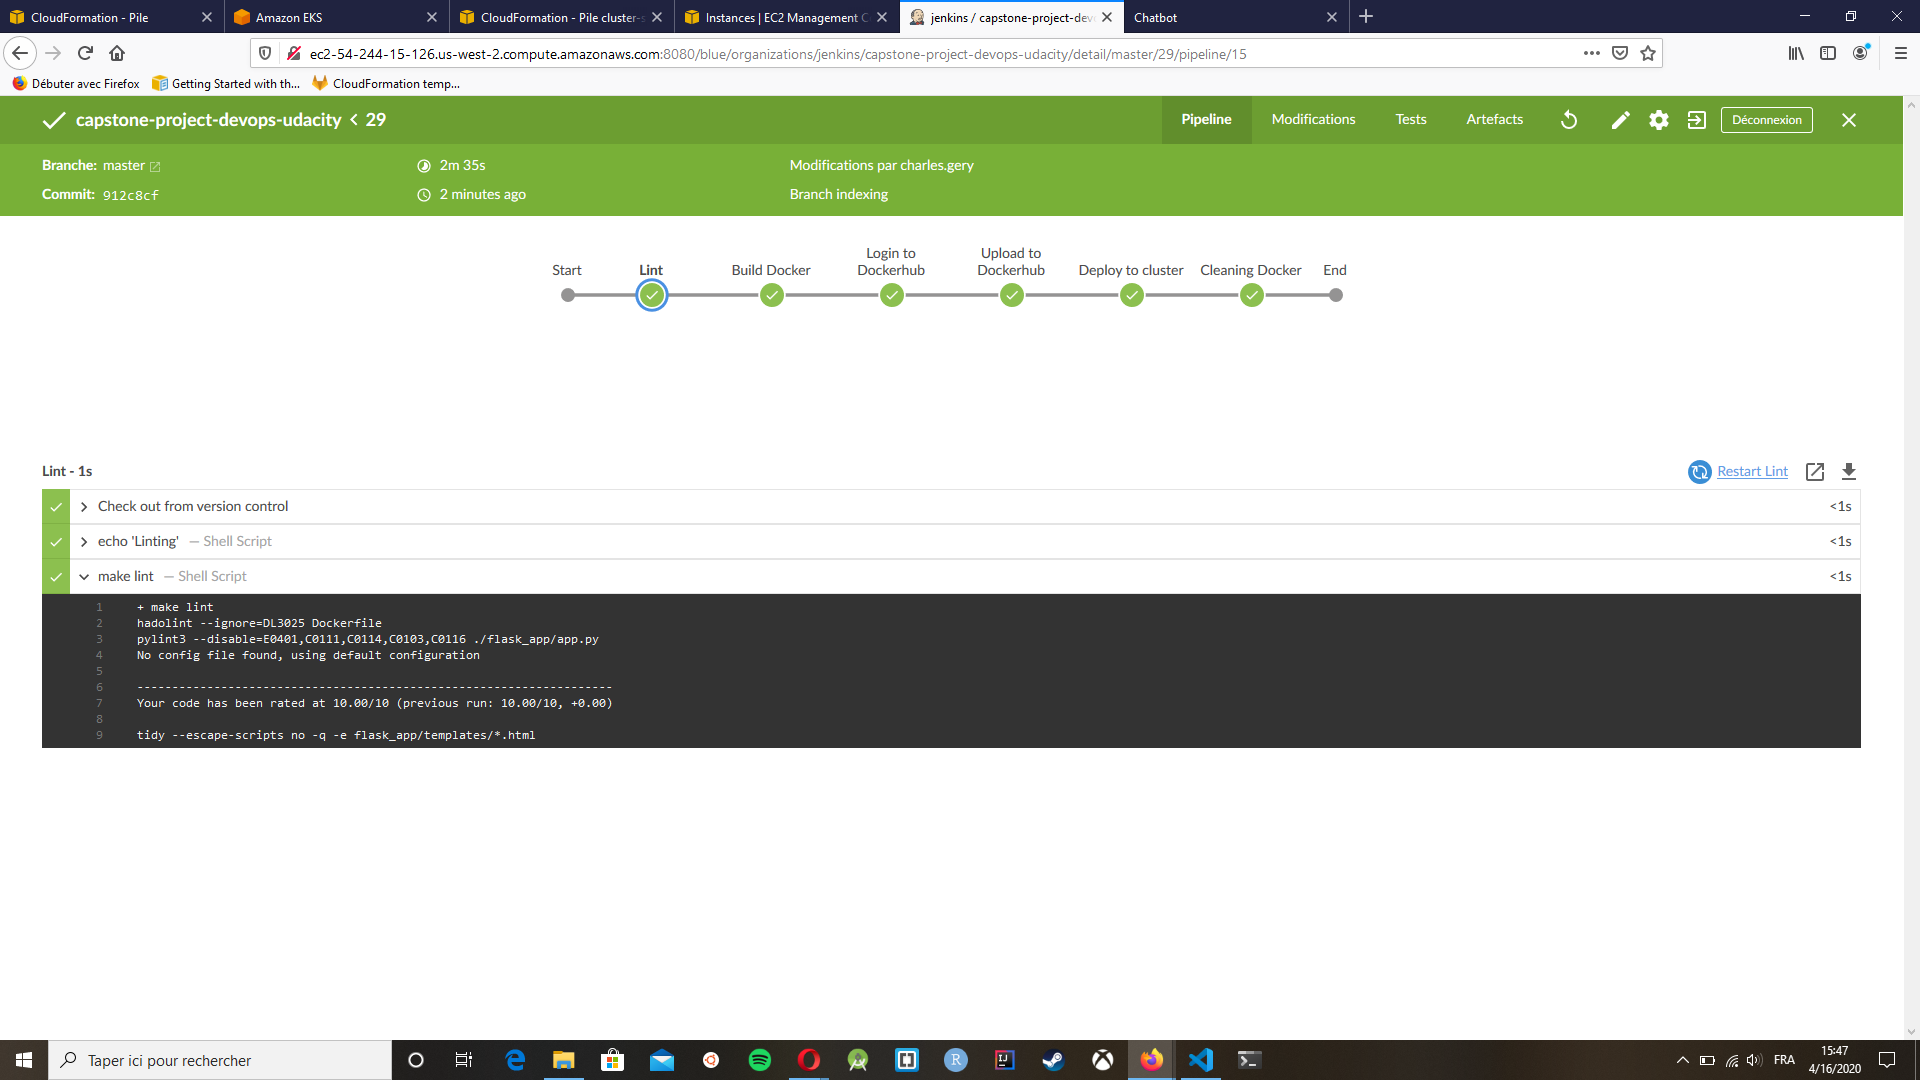 CloudFormation - Pile
Amazon EKS
CloudFormation - Pile cluster-
Instances | EC2 Management C
jenkins / capstone-project-dev
Chatbot
ec2-54-244-15-126.us-west-2.compute.amazonaws.com:8080/blue/organizations/jenkins/capstone-project-devops-udacity/detail/master/29/pipeline/15
Débuter avec Firefox
Getting Started with th...
CloudFormation temp...
capstone-project-devops-udacity < 29
Pipeline
Modifications
Tests
Artefacts
Déconnexion
Branche: master
2m 35s
Modifications par charles.gery
Commit: 912c8cf
2 minutes ago
Branch indexing
Start
Lint
Build Docker
Login to
Dockerhub
Upload to
Dockerhub
Deploy to cluster
Cleaning Docker
End
Lint - 1s
Restart Lint
Check out from version control
<1s
echo 'Linting' — Shell Script
<1s
make lint — Shell Script
<1s
1 + make lint
2 hadolint --ignore=DL3025 Dockerfile
3 pylint3 --disable=E0401,C0111,C0114,C0103,C0116 ./flask_app/app.py
4 No config file found, using default configuration
5
6 --------------------------------------------------------------------
7 Your code has been rated at 10.00/10 (previous run: 10.00/10, +0.00)
8
9 tidy --escape-scripts no -q -e flask_app/templates/*.html
Taper ici pour rechercher
FRA
15:47
4/16/2020